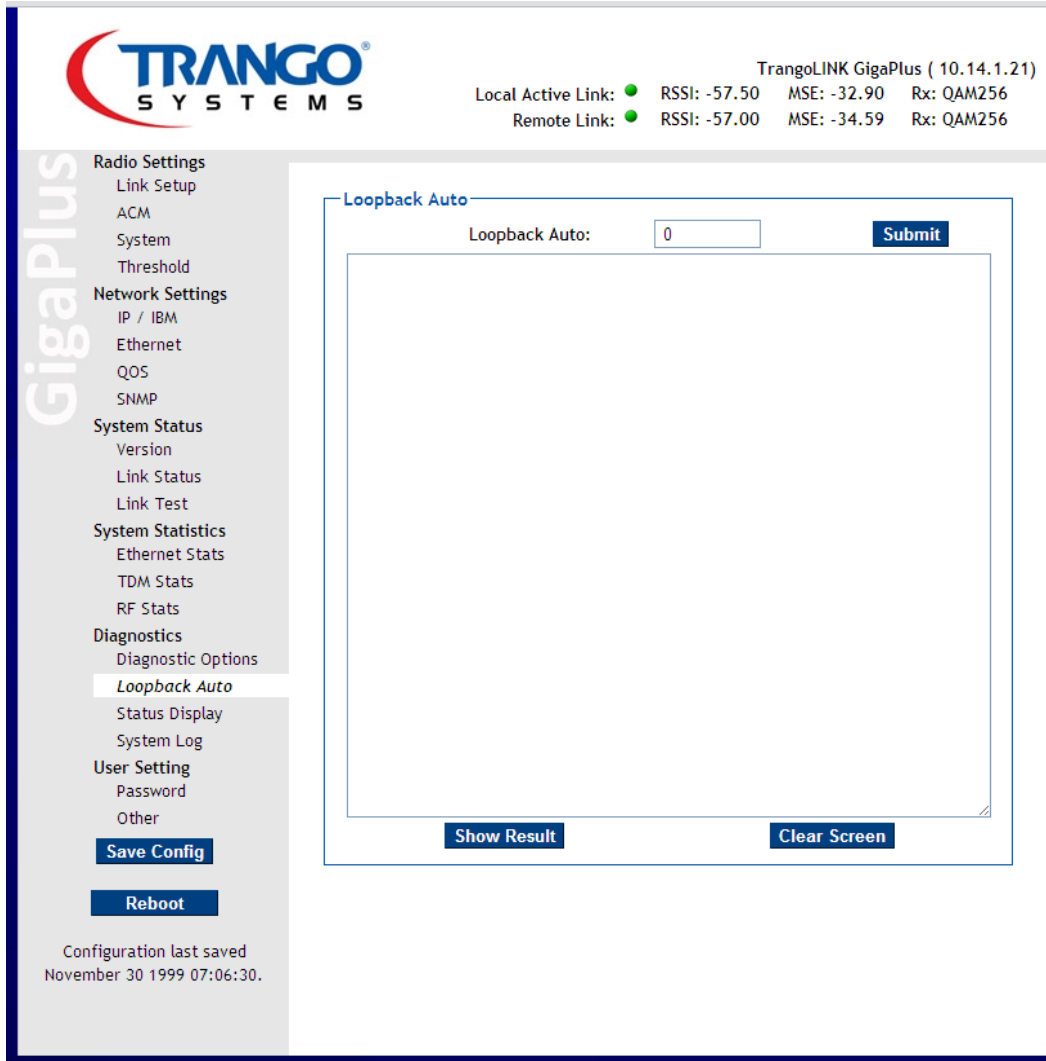 TRANGO®
SYSTEMS
TrangoLINK GigaPlus ( 10.14.1.21)
Local Active Link: RSSI: -57.50 MSE: -32.90 Rx: QAM256
Remote Link: RSSI: -57.00 MSE: -34.59 Rx: QAM256
GigaPlus
Radio Settings
Link Setup
ACM
System
Threshold
Network Settings
IP / IBM
Ethernet
QOS
SNMP
System Status
Version
Link Status
Link Test
System Statistics
Ethernet Stats
TDM Stats
RF Stats
Diagnostics
Diagnostic Options
Loopback Auto
Status Display
System Log
User Setting
Password
Other
Save Config
Reboot
Configuration last saved
November 30 1999 07:06:30.
Loopback Auto
Loopback Auto: 0 Submit
Show Result Clear Screen